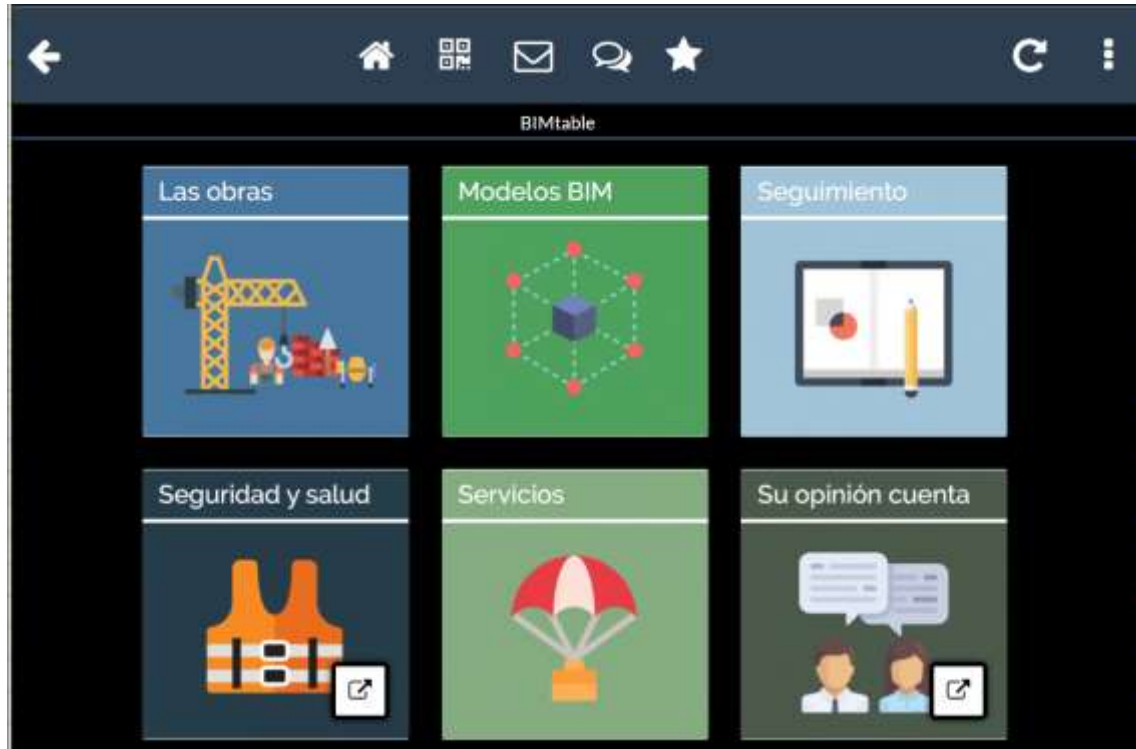 BIMtable
Las obras
Modelos BIM
Seguimiento
Seguridad y salud
Servicios
Su opinión cuenta